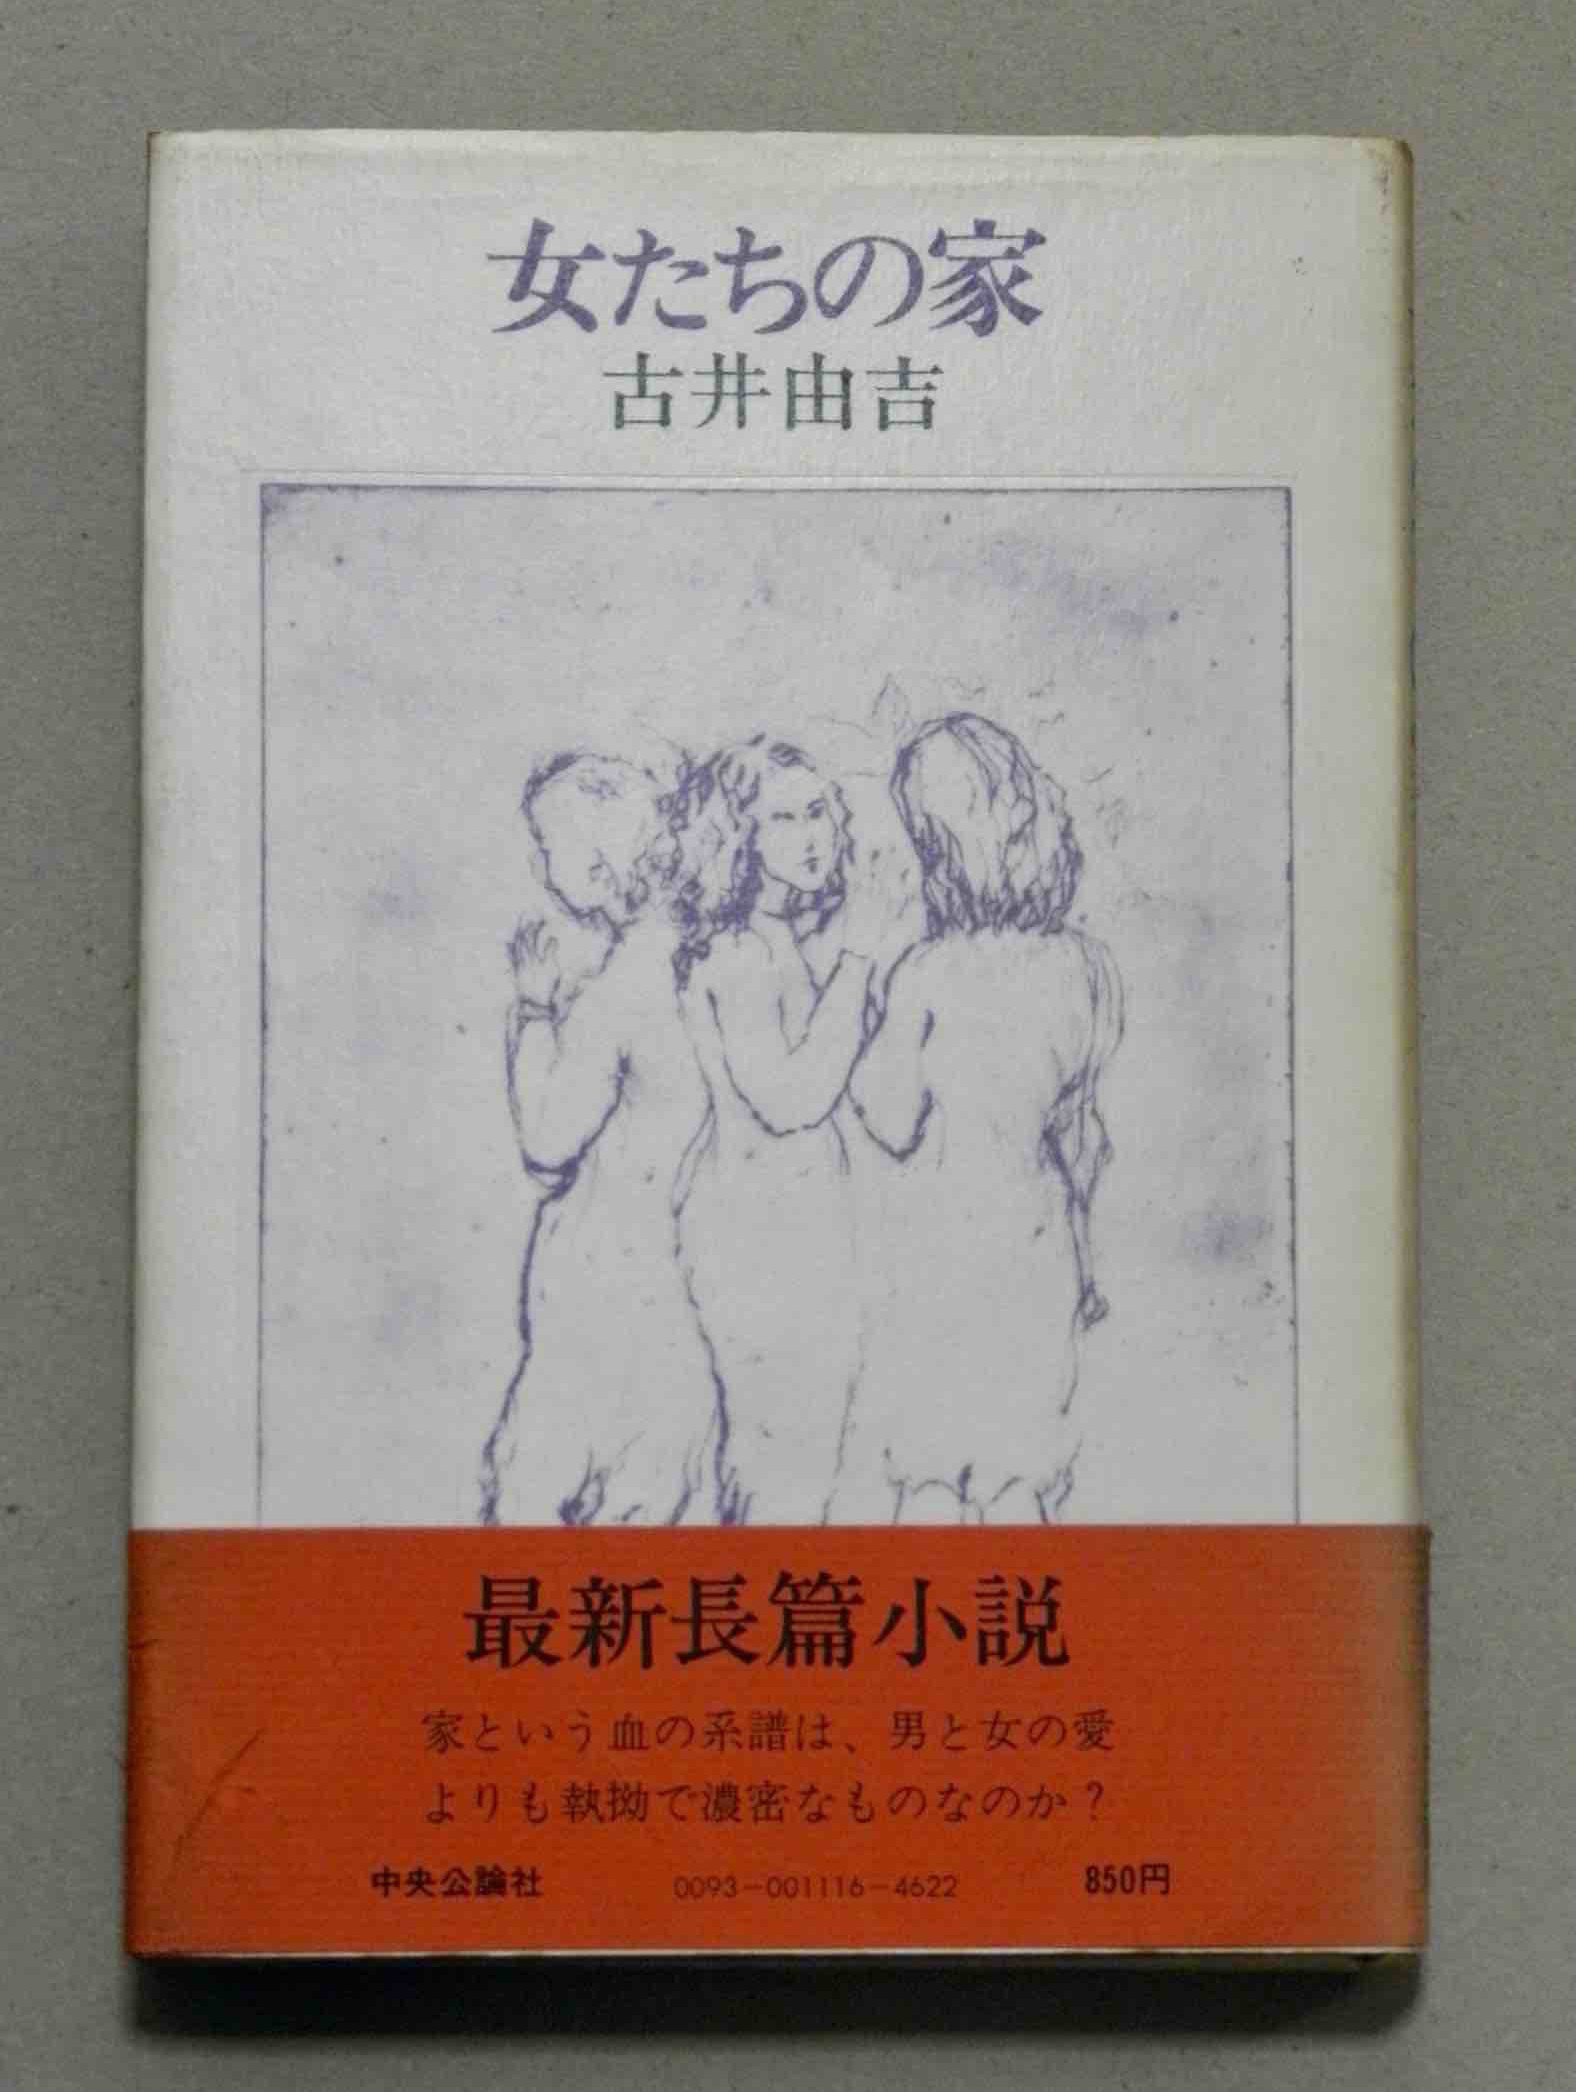 女たちの家
古井由吉
最新長篇小説
家という血の系譜は、男と女の愛
よりも執拗で濃密なものなのか？
中央公論社 0093-001116-4622 850円